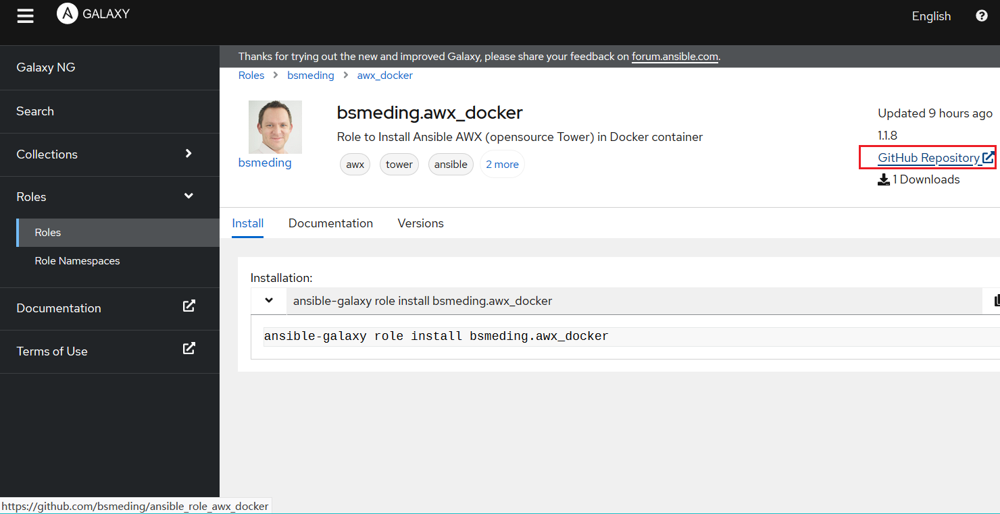 GALAXY
English
Galaxy NG
Search
Collections
Roles
Roles
Role Namespaces
Documentation
Terms of Use
Thanks for trying out the new and improved Galaxy, please share your feedback on forum.ansible.com.
Roles > bsmeding > awx_docker
bsmeding
bsmeding.awx_docker
Role to Install Ansible AWX (opensource Tower) in Docker container
awx tower ansible 2 more
Updated 9 hours ago
1.1.8
GitHub Repository
1 Downloads
Install Documentation Versions
Installation:
ansible-galaxy role install bsmeding.awx_docker
ansible-galaxy role install bsmeding.awx_docker
https://github.com/bsmeding/ansible_role_awx_docker